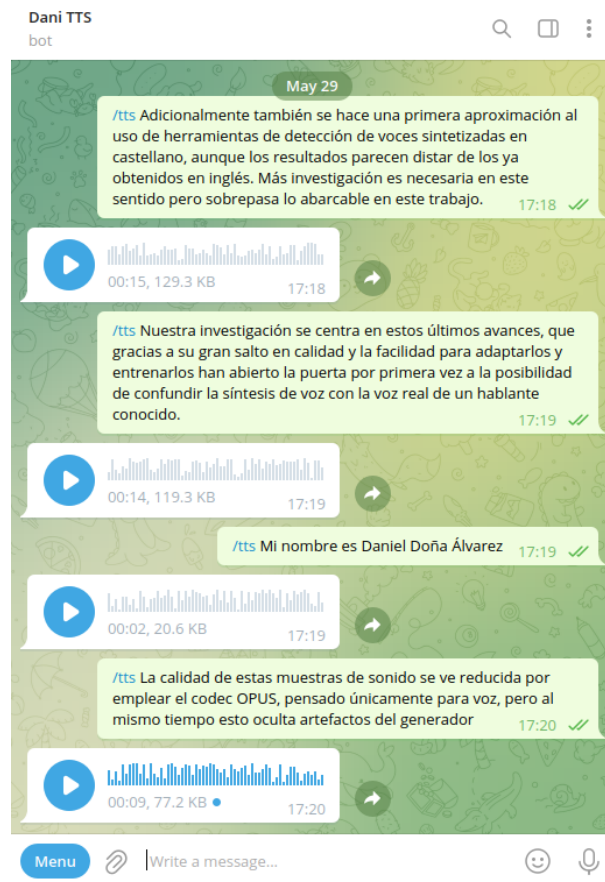 Dani TTS
bot
May 29
/tts Adicionalmente también se hace una primera aproximación al
uso de herramientas de detección de voces sintetizadas en
castellano, aunque los resultados parecen distar de los ya
obtenidos en inglés. Más investigación es necesaria en este
sentido pero sobrepasa lo abarcable en este trabajo.
17:18
00:15, 129.3 KB
17:18
/tts Nuestra investigación se centra en estos últimos avances, que
gracias a su gran salto en calidad y la facilidad para adaptarlos y
entrenarlos han abierto la puerta por primera vez a la posibilidad
de confundir la síntesis de voz con la voz real de un hablante
conocido.
17:19
00:14, 119.3 KB
17:19
/tts Mi nombre es Daniel Doña Álvarez
17:19
00:02, 20.6 KB
17:19
/tts La calidad de estas muestras de sonido se ve reducida por
emplear el codec OPUS, pensado únicamente para voz, pero al
mismo tiempo esto oculta artefactos del generador
17:20
00:09, 77.2 KB
17:20
Menu
Write a message...